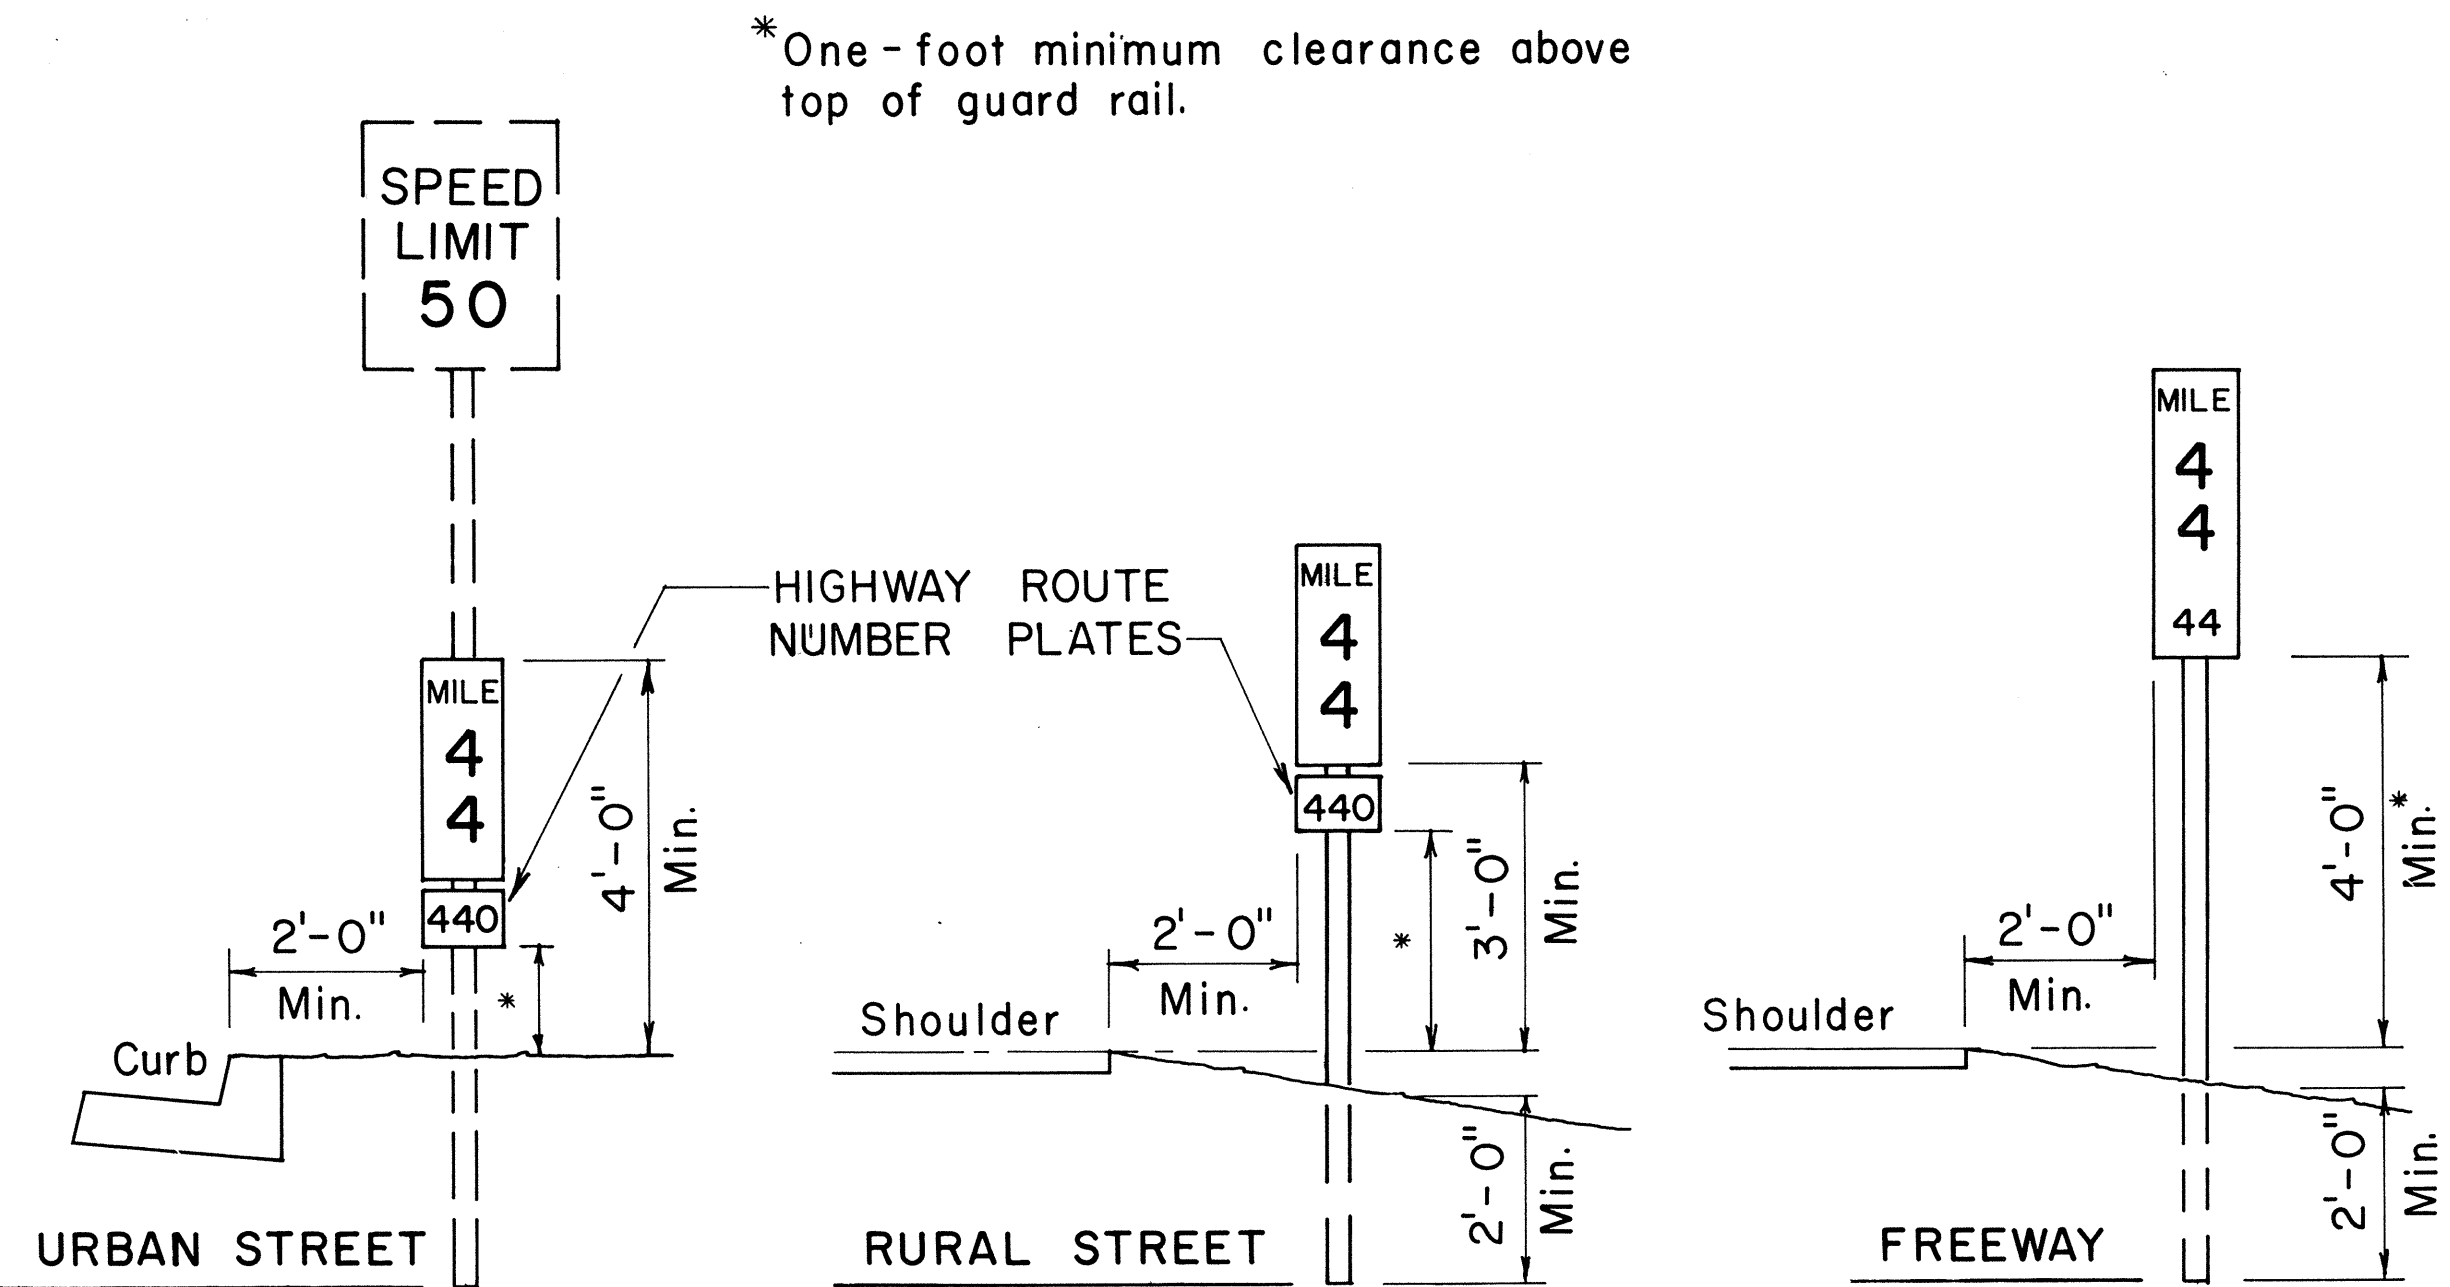 *One-foot minimum clearance above
top of guard rail.
SPEED
LIMIT
50
MILE
4
4
440
HIGHWAY ROUTE
NUMBER PLATES
4'-0"
Min.
2'-0"
Min.
*
Curb
URBAN STREET
MILE
4
4
440
3'-0"
Min.
2'-0"
Min.
*
Shoulder
2'-0"
Min.
RURAL STREET
MILE
4
4
44
4'-0"
Min.*
2'-0"
Min.
Shoulder
2'-0"
Min.
FREEWAY